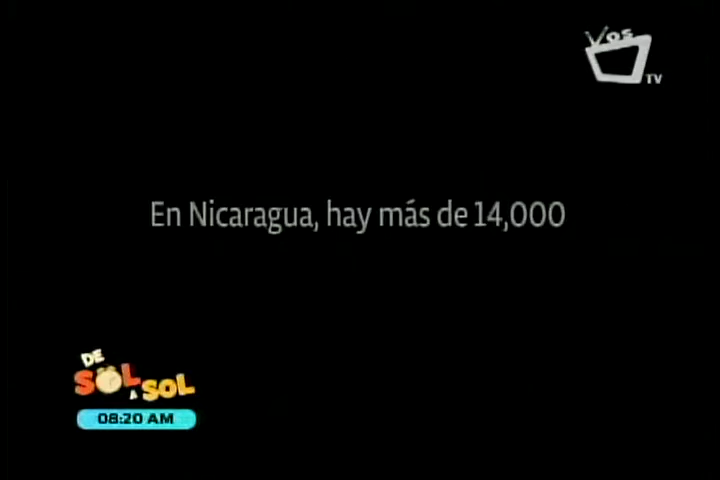 VOS
TV
En Nicaragua, hay más de 14,000
DE
SOL
A SOL
08:20 AM